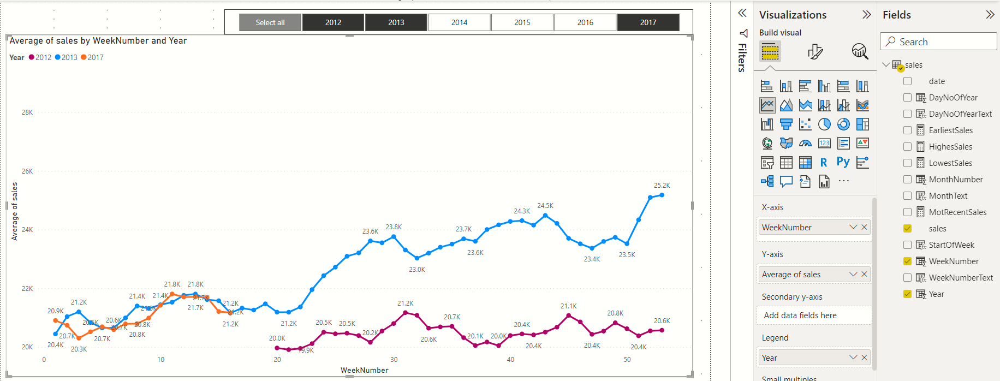 Select all 2012 2013 2014 2015 2016 2017
Average of sales by WeekNumber and Year
Year 2012 2013 2017
28K
26K
24K
22K
20K
Average of sales
25.2K
24.5K
24.3K
23.8K
23.6K
23.7K
23.6K
23.4K
23.5K
23.0K
21.8K 21.8K
21.4K 21.4K
21.2K
21.7K
21.2K
21.2K
20.9K
20.6K
20.7K
20.8K
20.8K
20.4K
20.3K
20.7K
21.7K
21.2K
21.2K
21.2K
21.1K
20.5K 20.5K
20.7K
20.8K
20.6K
20.2K
20.1K
20.0K
20.4K
20.0K
19.9K
20.6K
20.4K
20.4K
20.4K
0 10 20 30 40 50
WeekNumber
Filters
Visualizations
Build visual
123
R
Py
...
X-axis
WeekNumber
Y-axis
Average of sales
Secondary y-axis
Add data fields here
Legend
Year
Small multiples
Fields
Search
sales
date
DayNoOfYear
DayNoOfYearText
EarliestSales
HighesSales
LowestSales
MonthNumber
MonthText
MotRecentSales
sales
StartOfWeek
WeekNumber
WeekNumberText
Year